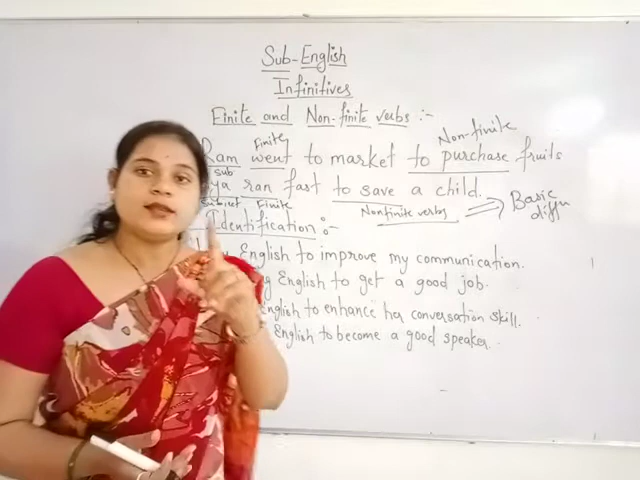 Sub-English
Infinitives
Finite and Non-finite verbs :-
Finite Non-finite
Ram went to market to purchase fruits
sub
ya ran fast to save a child.
subject Finite Nonfinite verbs Basic diffn
Identification :-
English to improve my communication.
English to get a good job.
English to enhance her conversation skill.
English to become a good speaker.